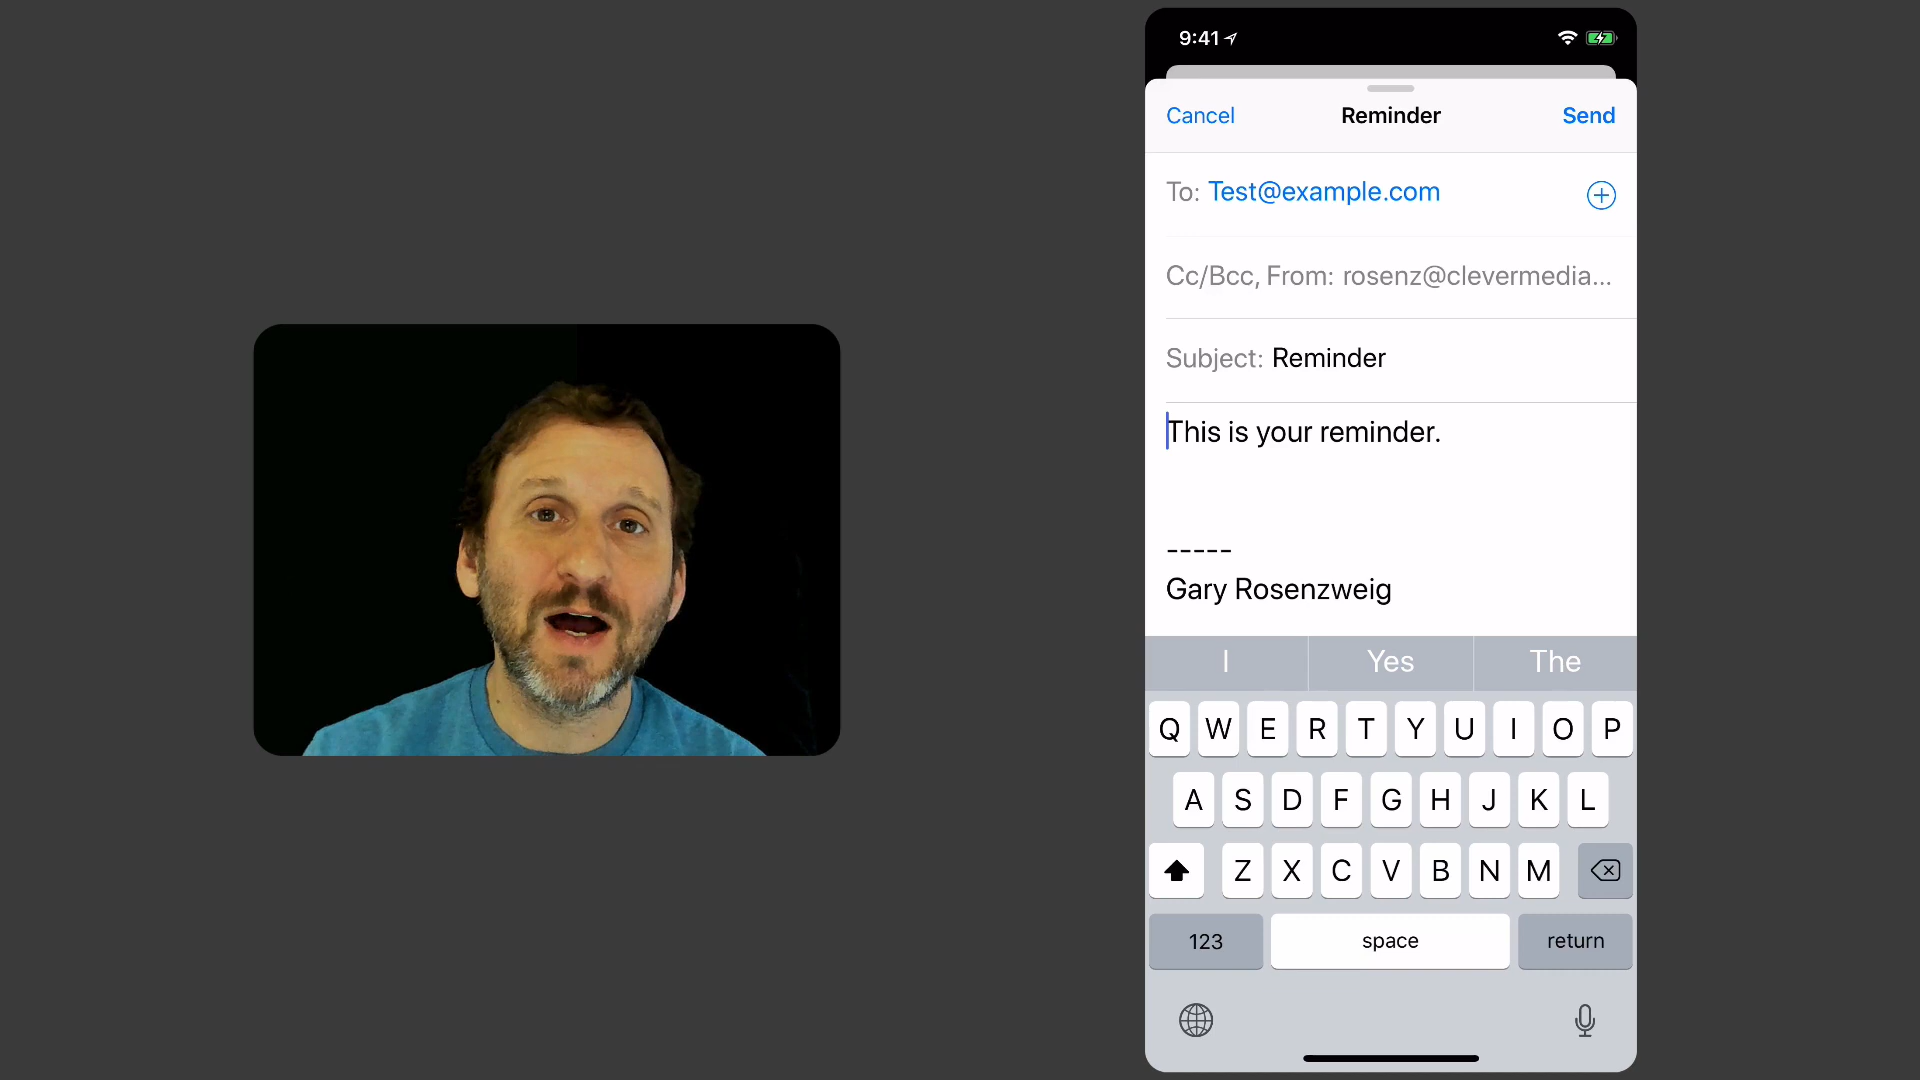 9:41
Cancel Reminder Send
To: Test@example.com
Cc/Bcc, From: rosenz@clevermedia...
Subject: Reminder
This is your reminder.
-----
Gary Rosenzweig
I Yes The
Q W E R T Y U I O P
A S D F G H J K L
Z X C V B N M
123 space return